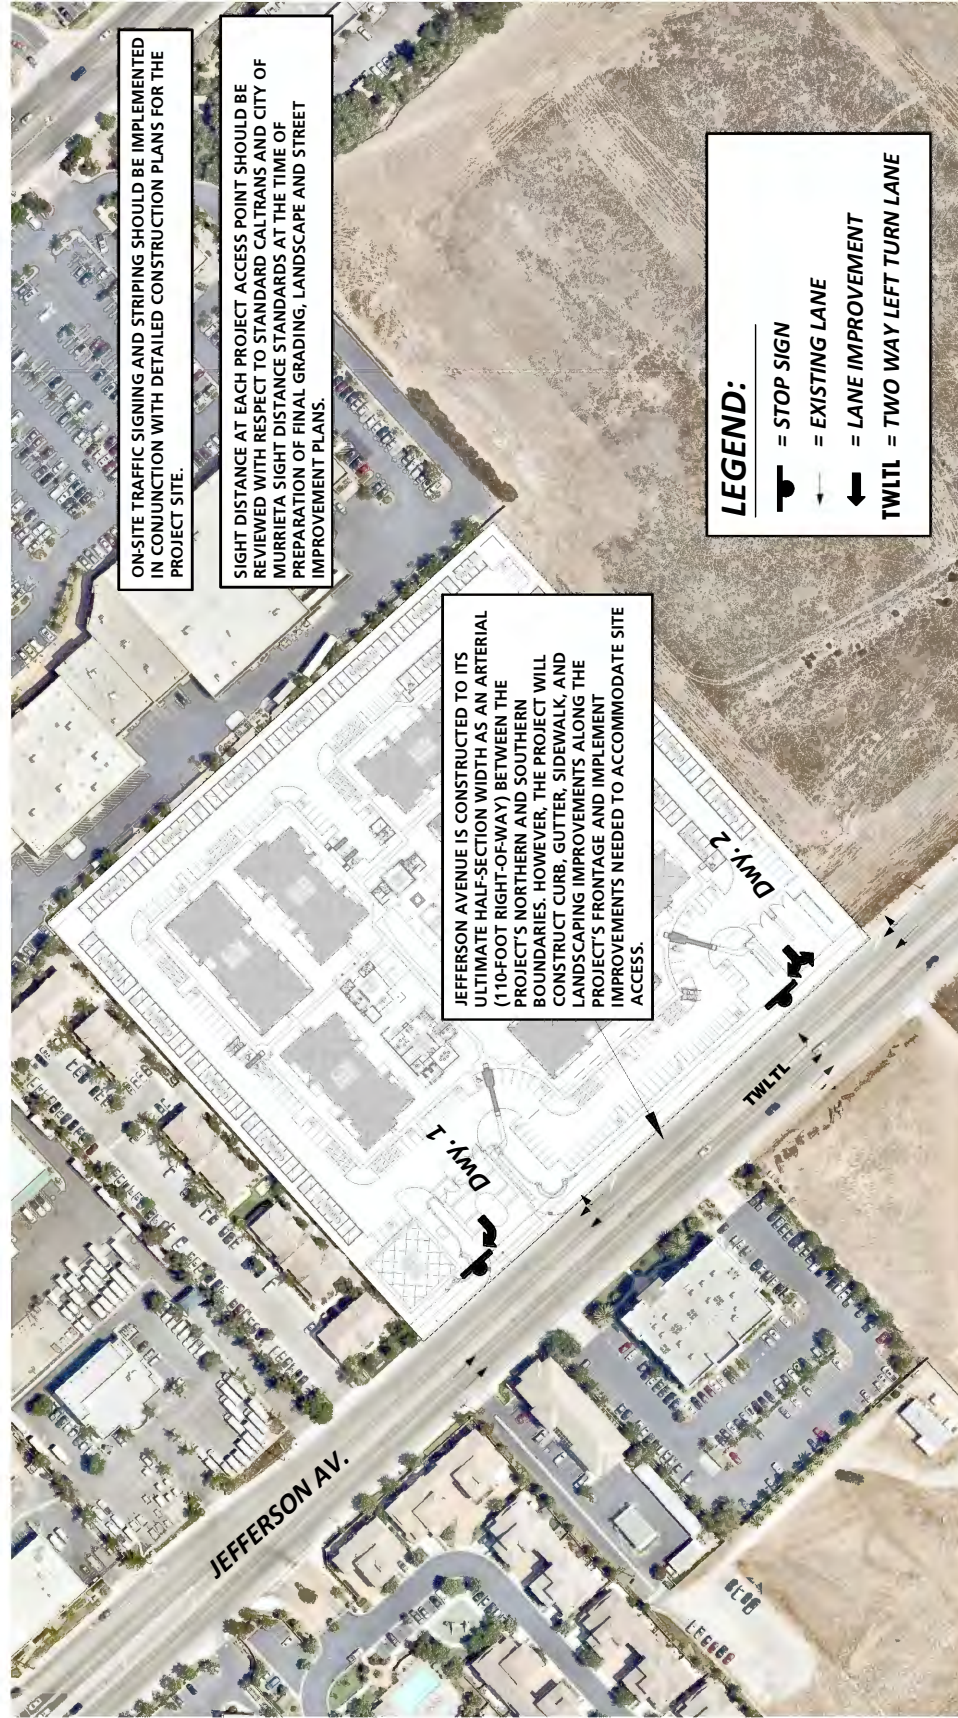 ON-SITE TRAFFIC SIGNING AND STRIPING SHOULD BE IMPLEMENTED
IN CONJUNCTION WITH DETAILED CONSTRUCTION PLANS FOR THE
PROJECT SITE.
SIGHT DISTANCE AT EACH PROJECT ACCESS POINT SHOULD BE
REVIEWED WITH RESPECT TO STANDARD CALTRANS AND CITY OF
MURRIETA SIGHT DISTANCE STANDARDS AT THE TIME OF
PREPARATION OF FINAL GRADING, LANDSCAPE AND STREET
IMPROVEMENT PLANS.
JEFFERSON AVENUE IS CONSTRUCTED TO ITS
ULTIMATE HALF-SECTION WIDTH AS AN ARTERIAL
(110-FOOT RIGHT-OF-WAY) BETWEEN THE
PROJECT'S NORTHERN AND SOUTHERN
BOUNDARIES. HOWEVER, THE PROJECT WILL
CONSTRUCT CURB, GUTTER, SIDEWALK, AND
LANDSCAPING IMPROVEMENTS ALONG THE
PROJECT'S FRONTAGE AND IMPLEMENT
IMPROVEMENTS NEEDED TO ACCOMMODATE SITE
ACCESS.
JEFFERSON AV.
Dwy. 1
Dwy. 2
TWLTL
LEGEND:
= STOP SIGN
= EXISTING LANE
= LANE IMPROVEMENT
TWLTL = TWO WAY LEFT TURN LANE